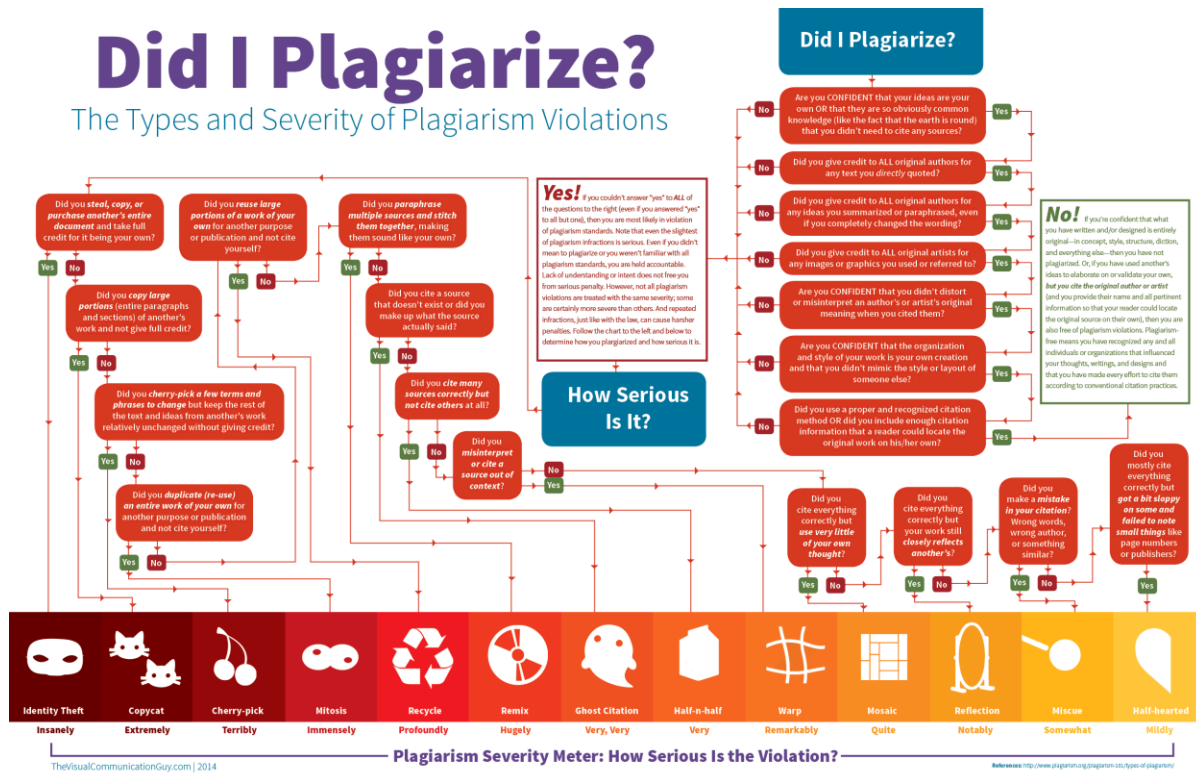 Did I Plagiarize?
The Types and Severity of Plagiarism Violations
Did I Plagiarize?
Are you CONFIDENT that your ideas are your
own OR that they are so obviously common
knowledge (like the fact that the earth is round)
that you didn't need to cite any sources?
No
Yes
Did you give credit to ALL original authors for
any text you directly quoted?
No
Yes
Did you give credit to ALL original authors for
any ideas you summarized or paraphrased, even
if you completely changed the wording?
No
Yes
Did you give credit to ALL original artists for
any images or graphics you used or referred to?
No
Yes
Are you CONFIDENT that you didn't distort
or misinterpret an author's or artist's original
meaning when you cited them?
No
Yes
Are you CONFIDENT that the organization
and style of your work is your own creation
and that you didn't mimic the style or layout of
someone else?
No
Yes
Did you use a proper and recognized citation
method OR did you include enough citation
information that a reader could locate the
original work on his/her own?
No
Yes
No! If you're confident that what
you have written and/or designed is entirely
original—in concept, style, structure, diction,
and everything else—then you have not
plagiarized. Or, if you have used another's
ideas to elaborate on or validate your own,
but you cite the original author or artist
(and you provide their name and all pertinent
information so that your reader could locate
the original source on their own), then you are
also free of plagiarism violations. Plagiarism-
free means you have recognized any and all
individuals or organizations that influenced
your thoughts, writings, and designs and
that you have made every effort to cite them
according to conventional citation practices.
Yes! If you couldn't answer "yes" to ALL of
the questions to the right (even if you answered "yes"
to all but one), then you are most likely in violation
of plagiarism standards. Note that even the slightest
of plagiarism infractions is serious. Even if you didn't
mean to plagiarize or you weren't familiar with all
plagiarism standards, you are held accountable.
Lack of understanding or intent does not free you
from serious penalty. However, not all plagiarism
violations are treated with the same severity; some
are certainly more severe than others. And repeated
infractions, just like with the law, can cause harsher
penalties. Follow the chart to the left and below to
determine how you plagiarized and how serious it is.
How Serious
Is It?
Did you steal, copy, or
purchase another's entire
document and take full
credit for it being your own?
Yes
No
Did you copy large
portions (entire paragraphs
and sections) of another's
work and not give full credit?
Yes
No
Did you cherry-pick a few terms and
phrases to change but keep the rest of
the text and ideas from another's work
relatively unchanged without giving credit?
Yes
No
Did you duplicate (re-use)
an entire work of your own for
another purpose or publication
and not cite yourself?
Yes
No
Did you reuse large
portions of a work of your
own for another purpose
or publication and not cite
yourself?
Yes
No
Did you paraphrase
multiple sources and stitch
them together, making
them sound like your own?
Yes
No
Did you cite a source
that doesn't exist or did you
make up what the source
actually said?
Yes
No
Did you cite many
sources correctly but
not cite others at all?
Yes
No
Did you
misinterpret
or cite a
source out of
context?
No
Yes
Did you
cite everything
correctly but
use very little
of your own
thought?
Yes
No
Did you
cite everything
correctly but
your work still
closely reflects
another's?
Yes
No
Did you
make a mistake
in your citation?
Wrong words,
wrong author,
or something
similar?
Yes
No
Did you
mostly cite
everything
correctly but
got a bit sloppy
on some and
failed to note
small things like
page numbers
or publishers?
Yes
Identity Theft
Insanely
Copycat
Extremely
Cherry-pick
Terribly
Mitosis
Immensely
Recycle
Profoundly
Remix
Hugely
Ghost Citation
Very, Very
Half-n-half
Very
Warp
Remarkably
Mosaic
Quite
Reflection
Notably
Miscue
Somewhat
Half-hearted
Mildly
Plagiarism Severity Meter: How Serious Is the Violation?
TheVisualCommunicationGuy.com | 2014
References: http://www.plagiarism.org/plagiarism-101/types-of-plagiarism/